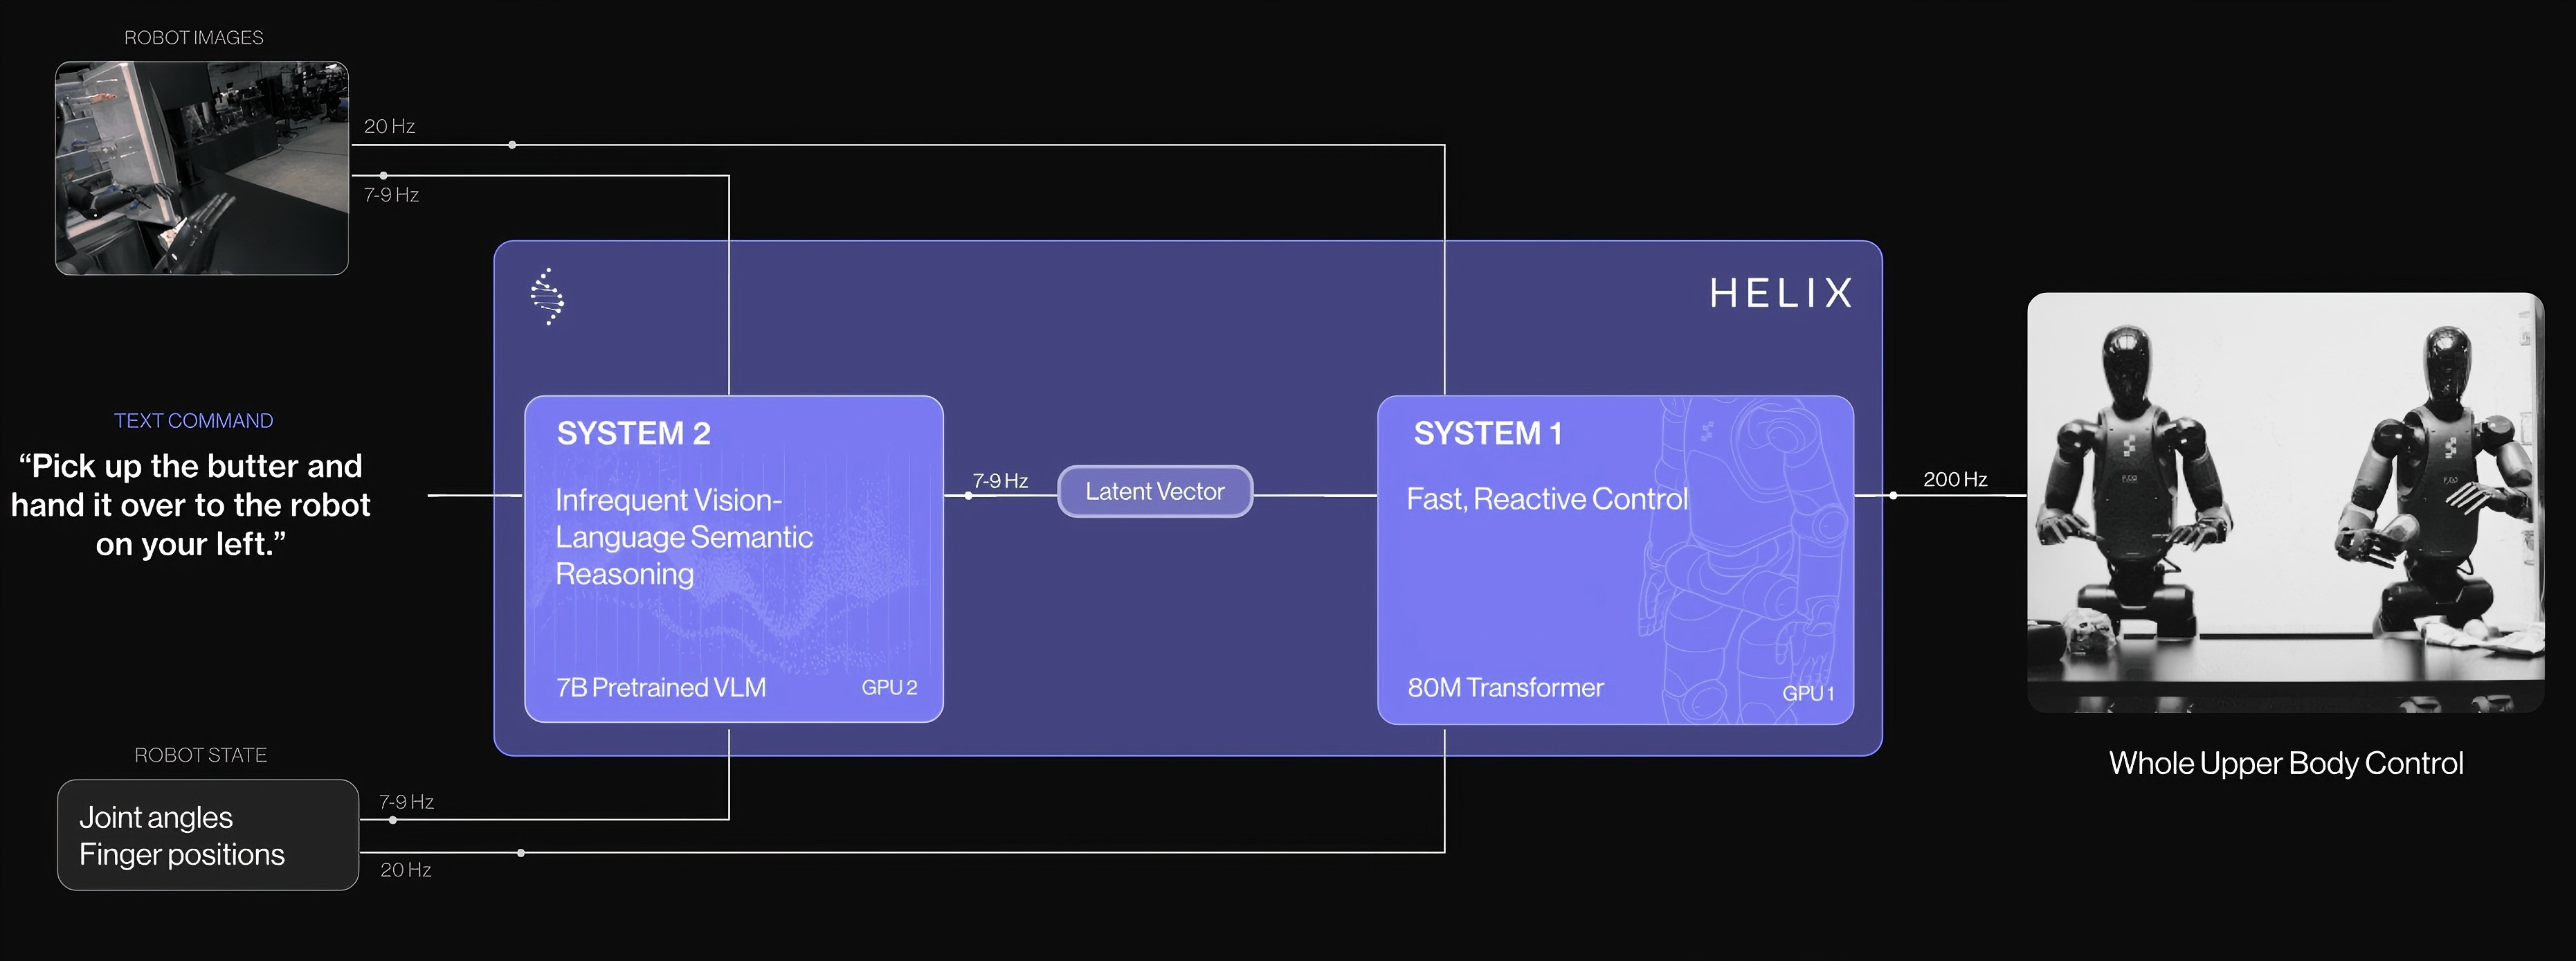 ROBOT IMAGES
20 Hz
7-9 Hz
HELIX
TEXT COMMAND
“Pick up the butter and
hand it over to the robot
on your left.”
SYSTEM 2
Infrequent Vision-
Language Semantic
Reasoning
7B Pretrained VLM
GPU 2
7-9 Hz
Latent Vector
SYSTEM 1
Fast, Reactive Control
80M Transformer
GPU 1
200 Hz
Whole Upper Body Control
ROBOT STATE
Joint angles
Finger positions
7-9 Hz
20 Hz